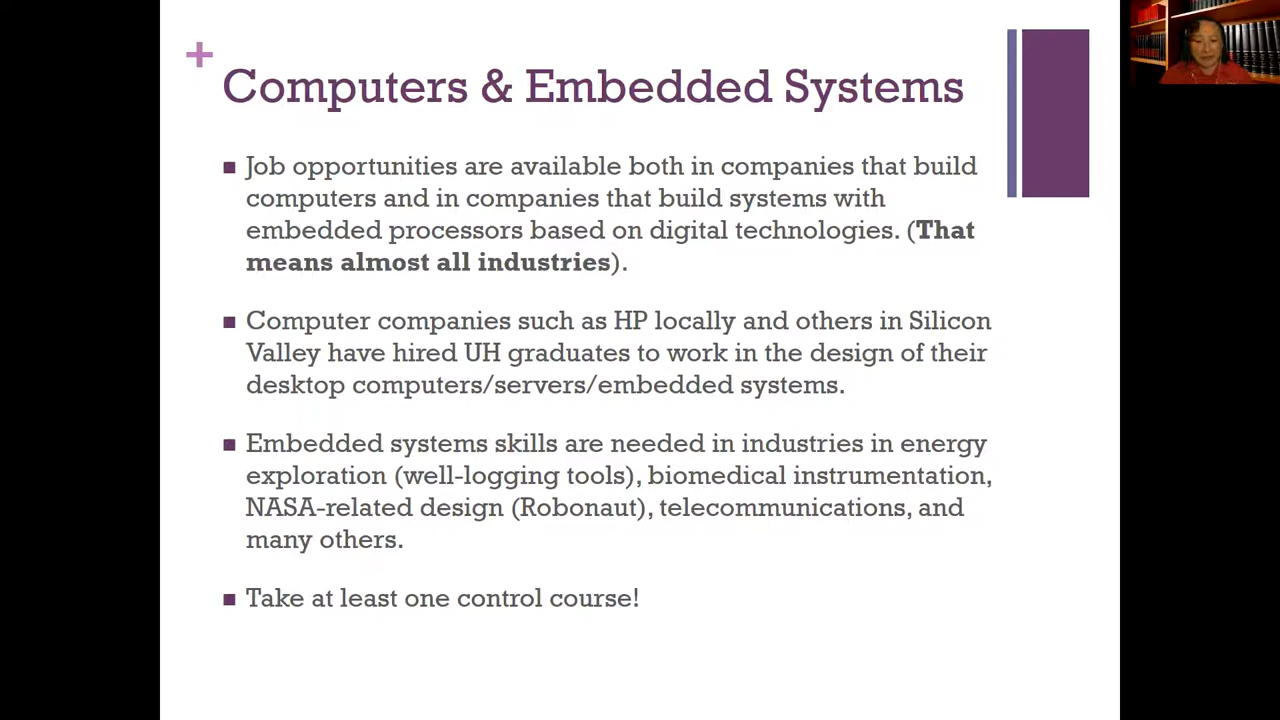 +
Computers & Embedded Systems
■ Job opportunities are available both in companies that build
computers and in companies that build systems with
embedded processors based on digital technologies. (That
means almost all industries).
■ Computer companies such as HP locally and others in Silicon
Valley have hired UH graduates to work in the design of their
desktop computers/servers/embedded systems.
■ Embedded systems skills are needed in industries in energy
exploration (well-logging tools), biomedical instrumentation,
NASA-related design (Robonaut), telecommunications, and
many others.
■ Take at least one control course!